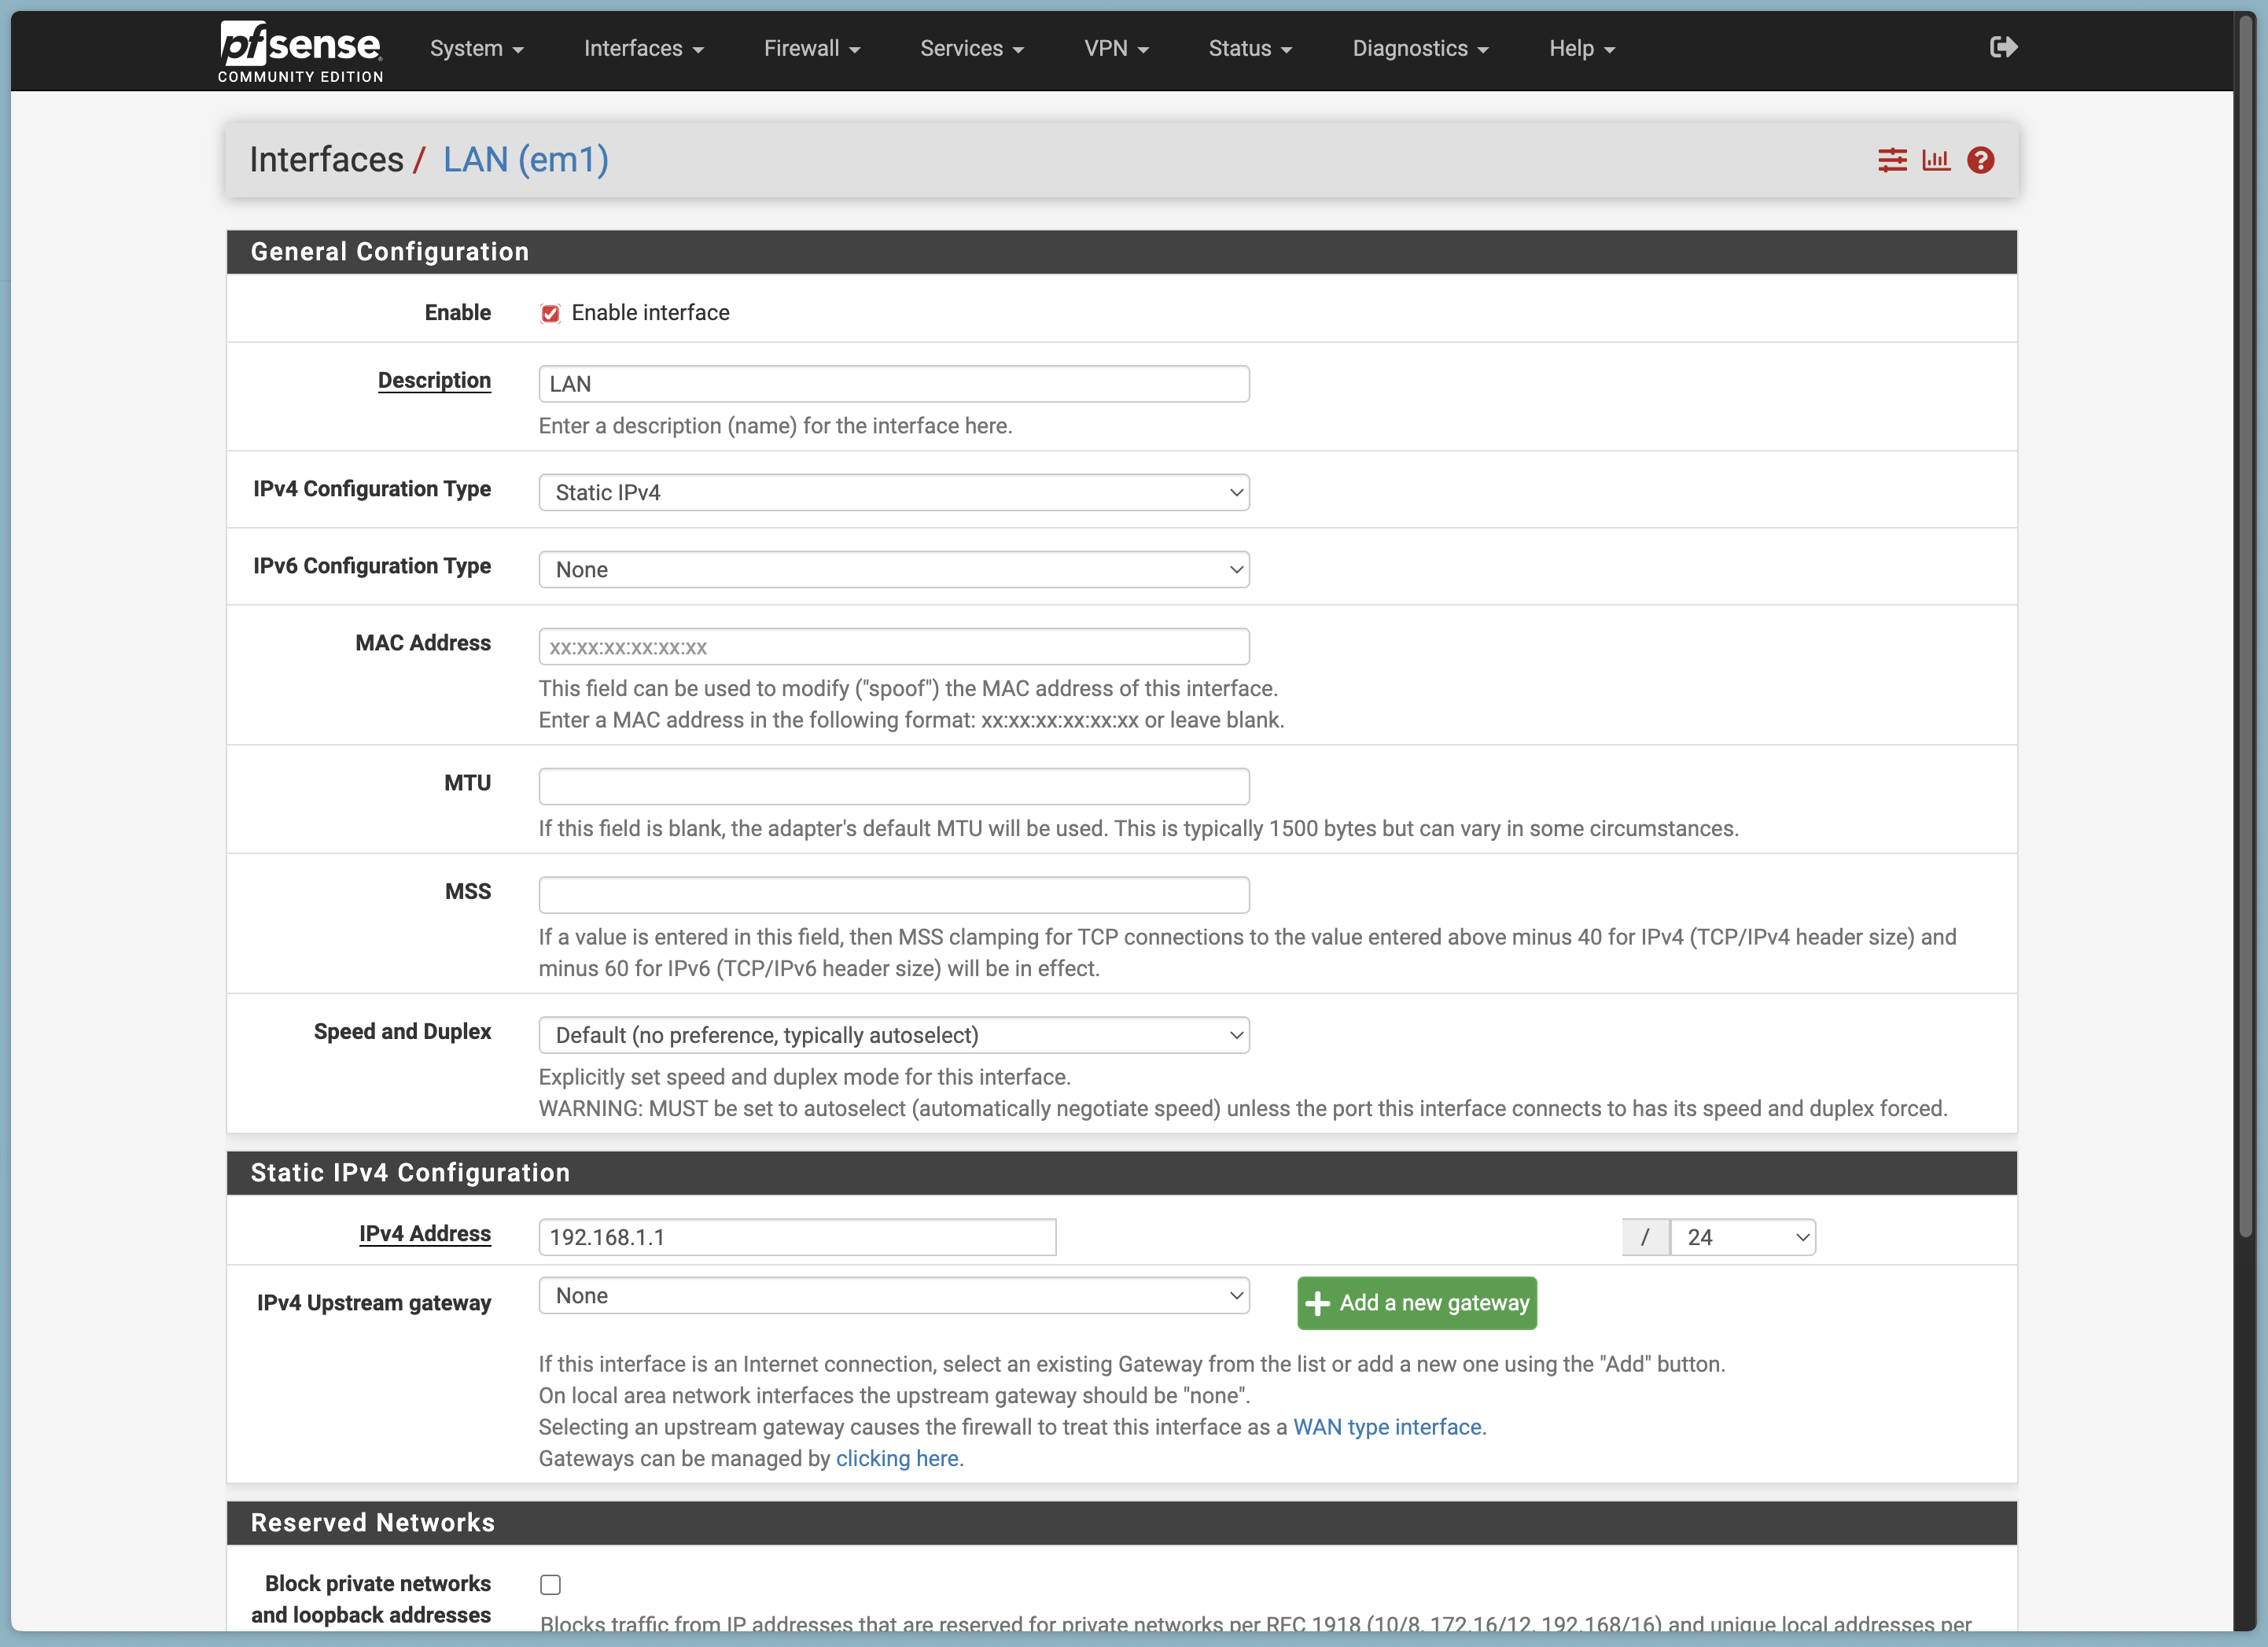 pfsense
COMMUNITY EDITION
System Interfaces Firewall Services VPN Status Diagnostics Help
Interfaces / LAN (em1)
General Configuration
Enable Enable interface
Description LAN
Enter a description (name) for the interface here.
IPv4 Configuration Type Static IPv4
IPv6 Configuration Type None
MAC Address xx:xx:xx:xx:xx:xx
This field can be used to modify ("spoof") the MAC address of this interface.
Enter a MAC address in the following format: xx:xx:xx:xx:xx:xx or leave blank.
MTU
If this field is blank, the adapter's default MTU will be used. This is typically 1500 bytes but can vary in some circumstances.
MSS
If a value is entered in this field, then MSS clamping for TCP connections to the value entered above minus 40 for IPv4 (TCP/IPv4 header size) and
minus 60 for IPv6 (TCP/IPv6 header size) will be in effect.
Speed and Duplex Default (no preference, typically autoselect)
Explicitly set speed and duplex mode for this interface.
WARNING: MUST be set to autoselect (automatically negotiate speed) unless the port this interface connects to has its speed and duplex forced.
Static IPv4 Configuration
IPv4 Address 192.168.1.1 / 24
IPv4 Upstream gateway None Add a new gateway
If this interface is an Internet connection, select an existing Gateway from the list or add a new one using the "Add" button.
On local area network interfaces the upstream gateway should be "none".
Selecting an upstream gateway causes the firewall to treat this interface as a WAN type interface.
Gateways can be managed by clicking here.
Reserved Networks
Block private networks
and loopback addresses
Blocks traffic from IP addresses that are reserved for private networks per RFC 1918 (10/8, 172.16/12, 192.168/16) and unique local addresses per